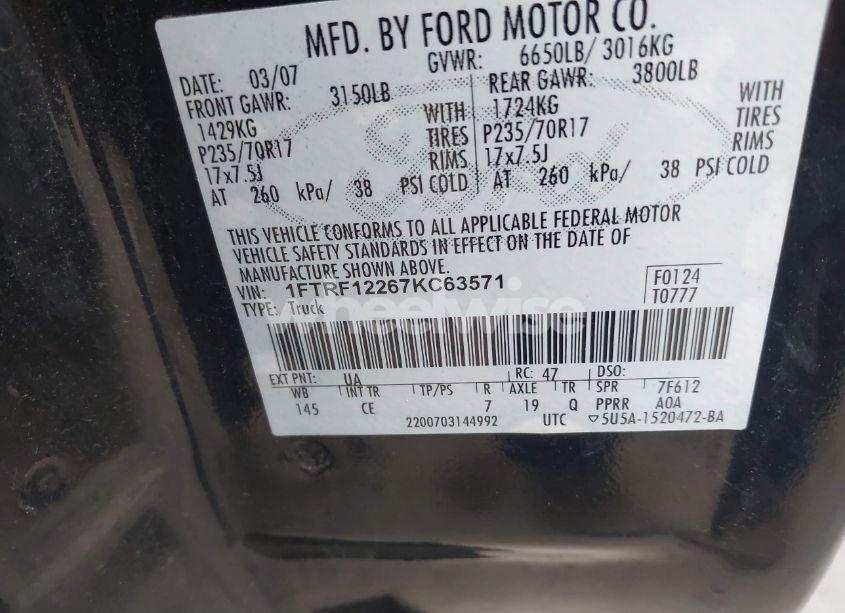 MFD. BY FORD MOTOR CO.
DATE: 03/07 GVWR: 6650LB/ 3016KG
FRONT GAWR: 3150LB REAR GAWR: 3800LB
1429KG WITH 1724KG WITH
P235/70R17 TIRES P235/70R17 TIRES
17x7.5J RIMS 17x7.5J RIMS
AT 260 kPa/ 38 PSI COLD AT 260 kPa/ 38 PSI COLD
THIS VEHICLE CONFORMS TO ALL APPLICABLE FEDERAL MOTOR
VEHICLE SAFETY STANDARDS IN EFFECT ON THE DATE OF
MANUFACTURE SHOWN ABOVE.
VIN: 1FTRF12267KC63571 F0124
TYPE: Truck T0777
wheelwise
EXT PNT: UA RC: 47 DSO:
WB INT TR TP/PS R AXLE TR SPR 7F612
145 CE 7 19 Q PPRR A0A
2200703144992 UTC ▽5U5A-1520472-BA